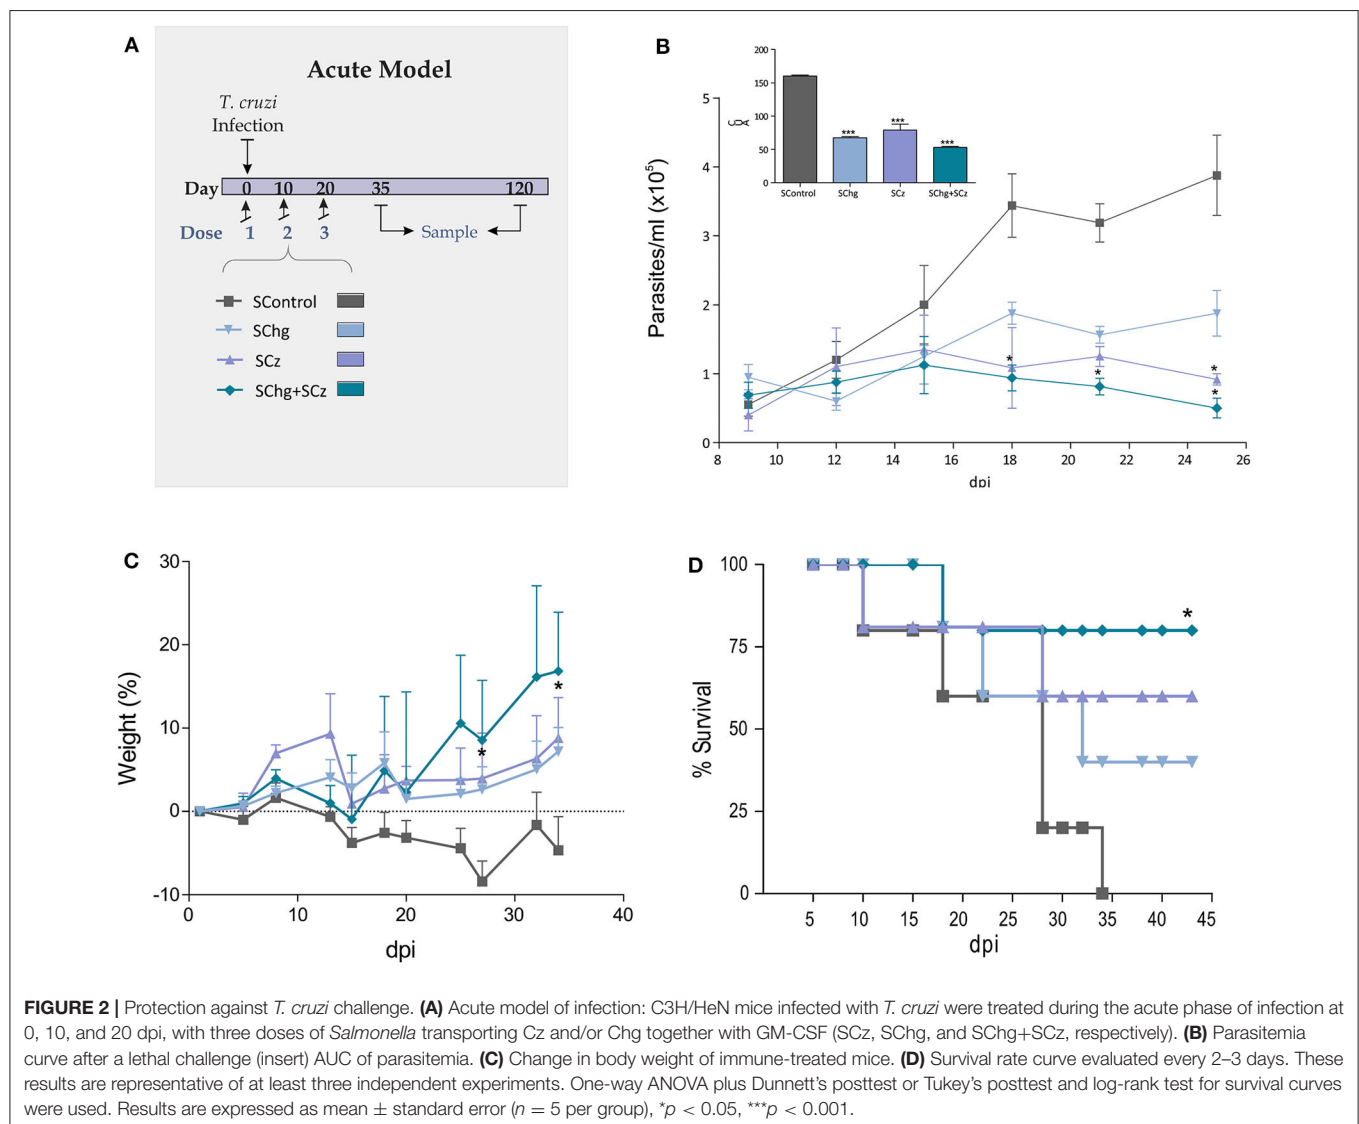 A
Acute Model
T. cruzi
Infection
Day 0 10 20 35 120
Dose 1 2 3 Sample
SControl
SChg
SCz
SChg+SCz
B
200
150
100
50
0
SControl SChg SCz SChg+SCz
*** *** ***
Parasites/ml (x10⁵)
5
4
3
2
1
0
* * * * *
8 10 12 14 16 18 20 22 24 26
dpi
C
Weight (%)
30
20
10
0
-10
* *
0 10 20 30 40
dpi
D
% Survival
100
75
50
25
0
*
5 10 15 20 25 30 35 40 45
dpi
FIGURE 2 | Protection against T. cruzi challenge. (A) Acute model of infection: C3H/HeN mice infected with T. cruzi were treated during the acute phase of infection at
0, 10, and 20 dpi, with three doses of Salmonella transporting Cz and/or Chg together with GM-CSF (SCz, SChg, and SChg+SCz, respectively). (B) Parasitemia
curve after a lethal challenge (insert) AUC of parasitemia. (C) Change in body weight of immune-treated mice. (D) Survival rate curve evaluated every 2–3 days. These
results are representative of at least three independent experiments. One-way ANOVA plus Dunnett's posttest or Tukey's posttest and log-rank test for survival curves
were used. Results are expressed as mean ± standard error (n = 5 per group), *p < 0.05, ***p < 0.001.